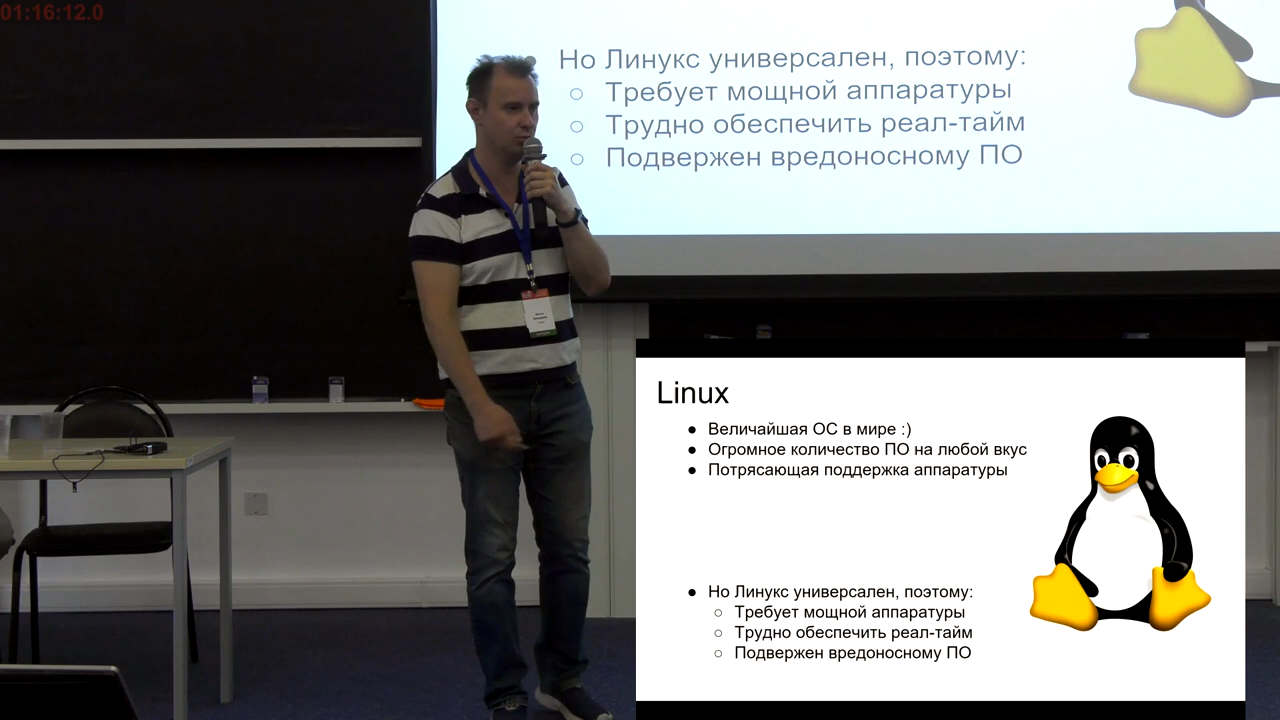 01:16:12.0
Но Линукс универсален, поэтому:
○ Требует мощной аппаратуры
○ Трудно обеспечить реал-тайм
○ Подвержен вредоносному ПО
Linux
● Величайшая ОС в мире :)
● Огромное количество ПО на любой вкус
● Потрясающая поддержка аппаратуры
● Но Линукс универсален, поэтому:
○ Требует мощной аппаратуры
○ Трудно обеспечить реал-тайм
○ Подвержен вредоносному ПО